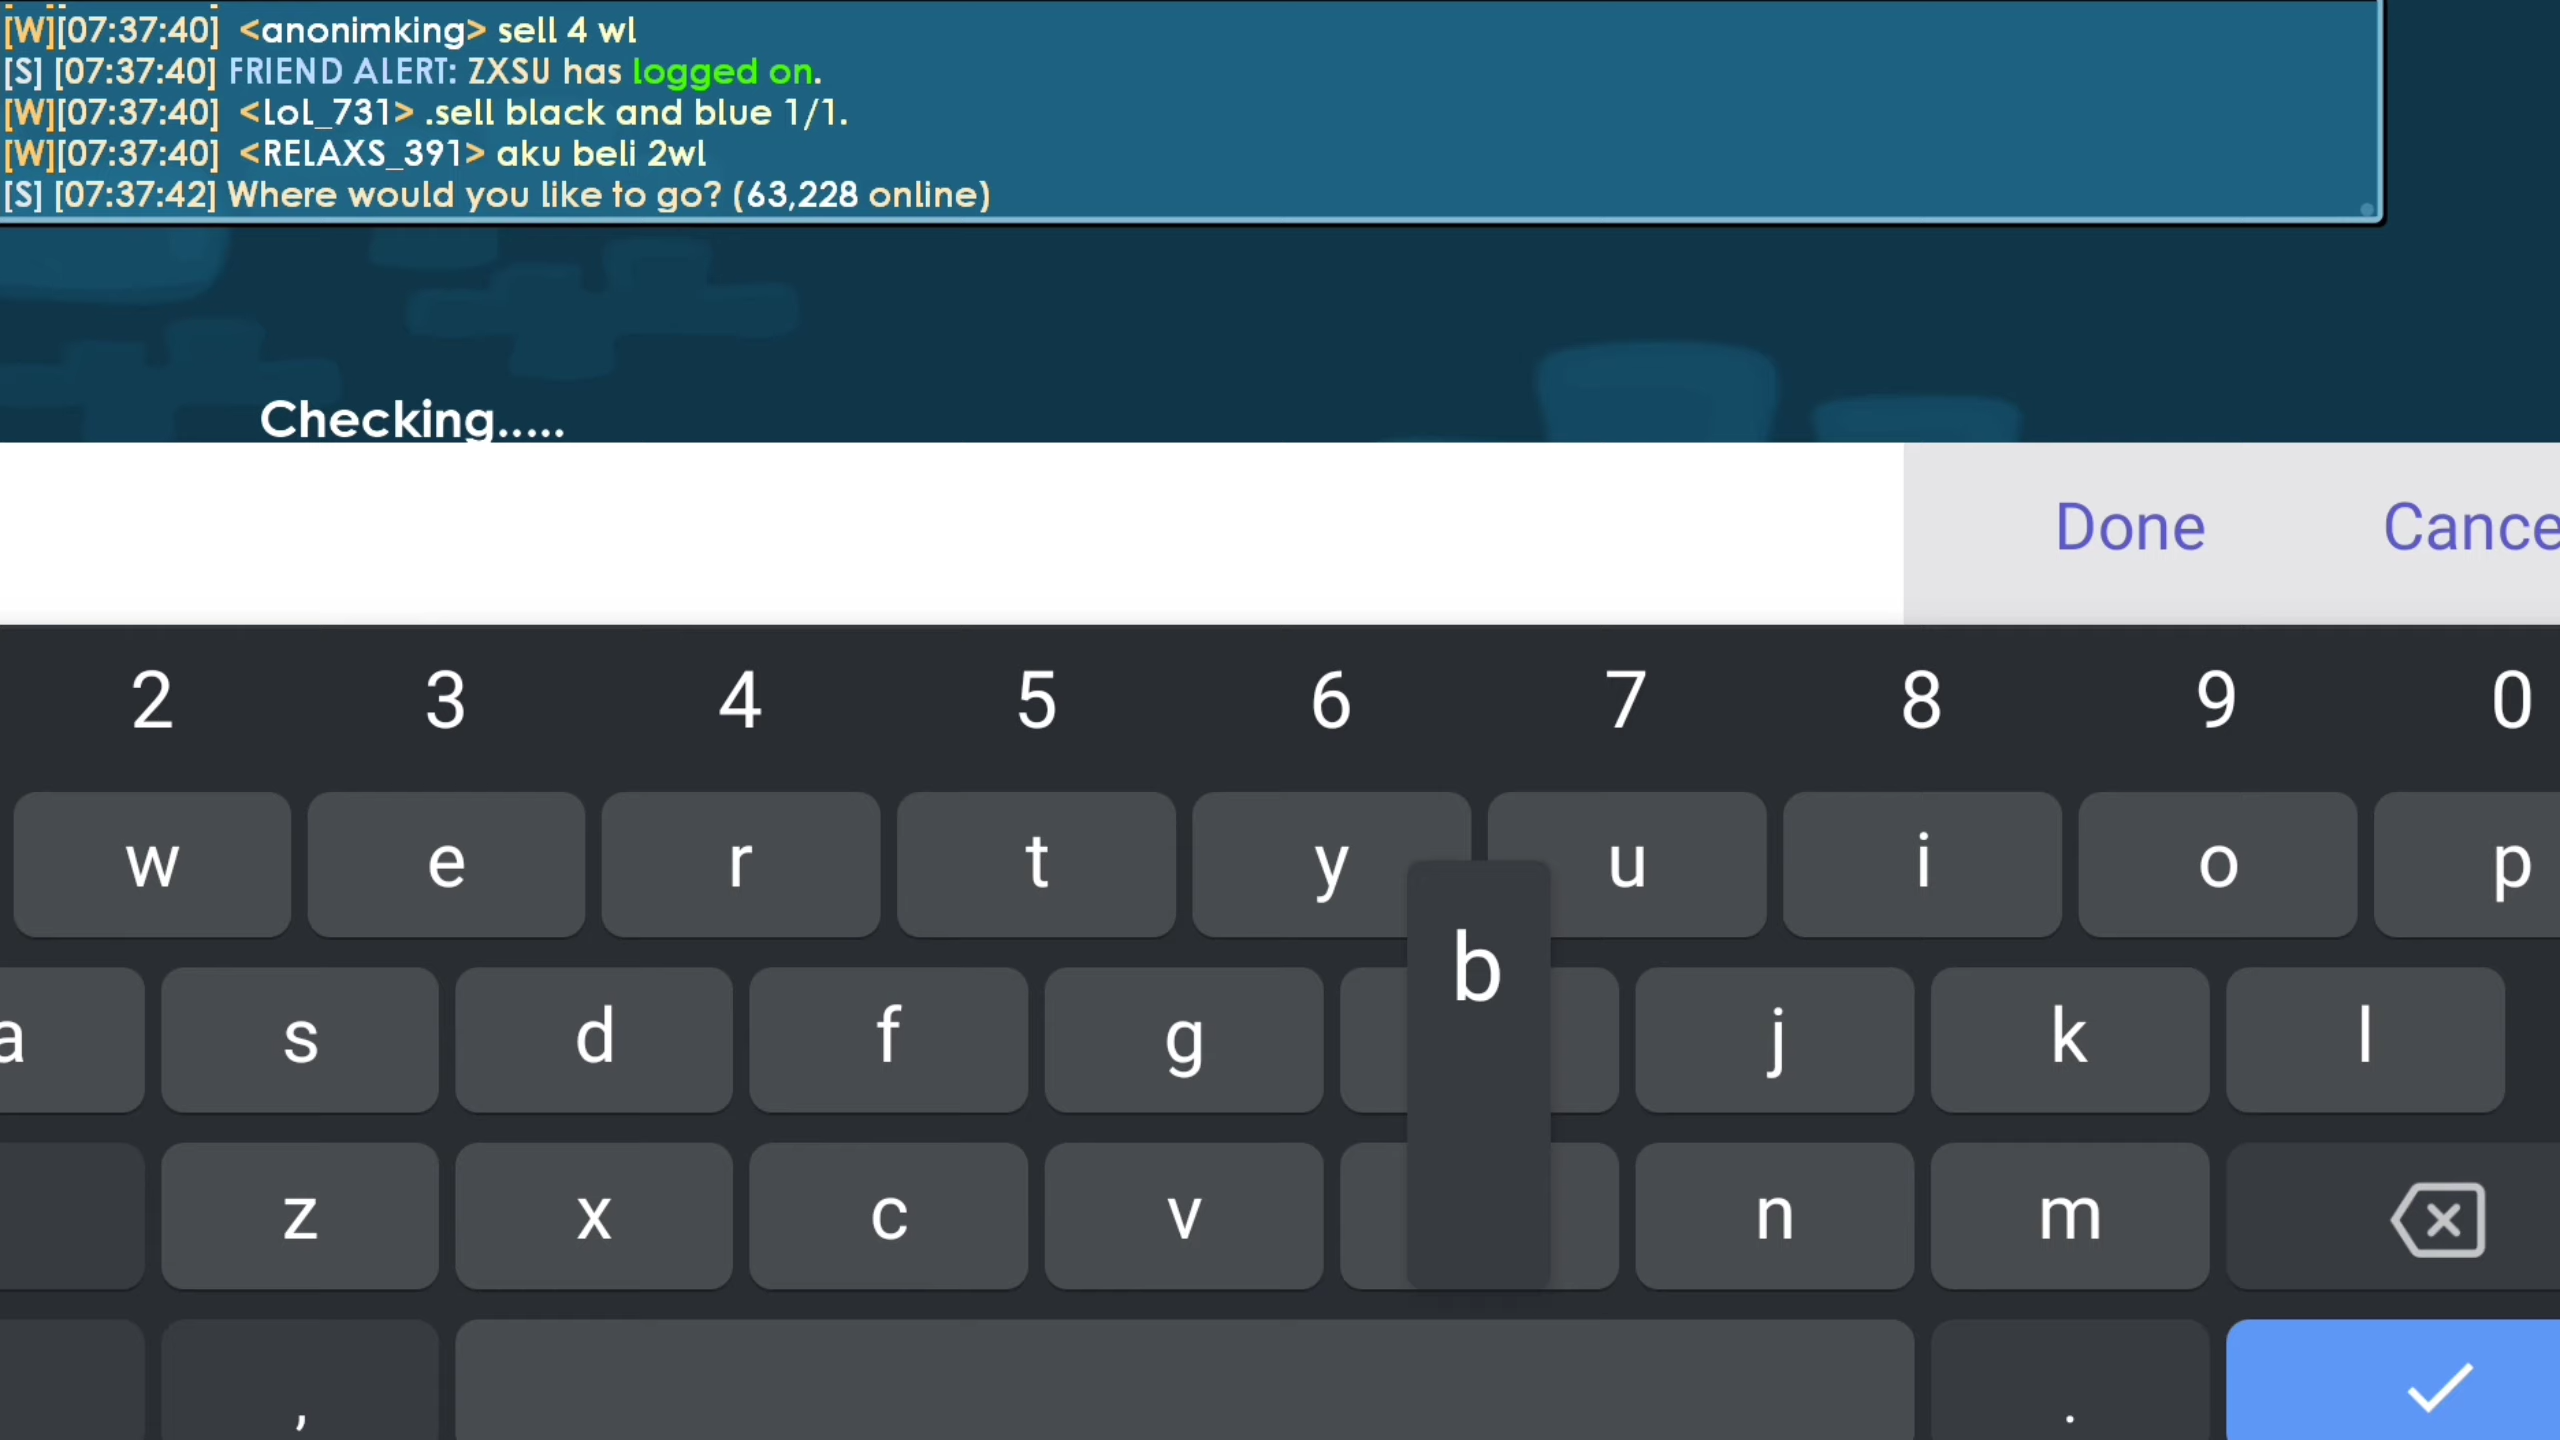 [W][07:37:40] <anonimking> sell 4 wl
[S] [07:37:40] FRIEND ALERT: ZXSU has logged on.
[W][07:37:40] <LoL_731> .sell black and blue 1/1.
[W][07:37:40] <RELAXS_391> aku beli 2wl
[S] [07:37:42] Where would you like to go? (63,228 online)
Checking.....
Done Cance
2 3 4 5 6 7 8 9 0
w e r t y u i o p
b
a s d f g j k l
z x c v n m
, .